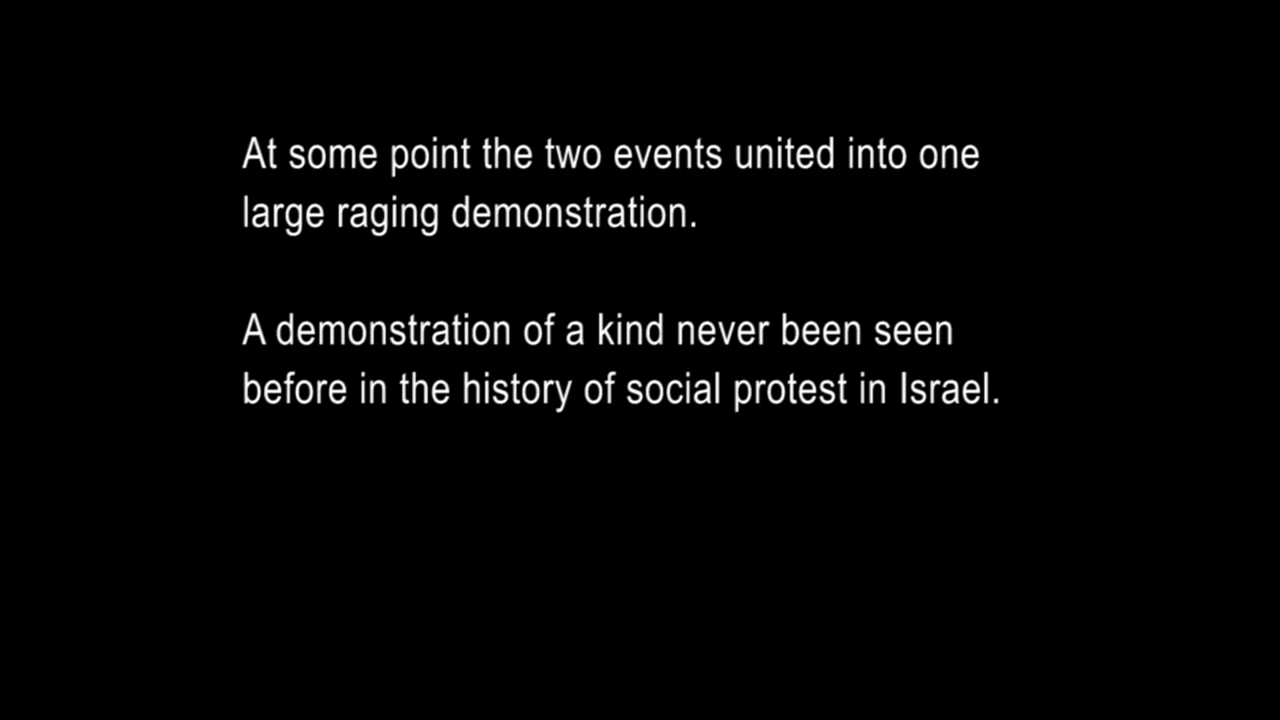 At some point the two events united into one
large raging demonstration.
A demonstration of a kind never been seen
before in the history of social protest in Israel.